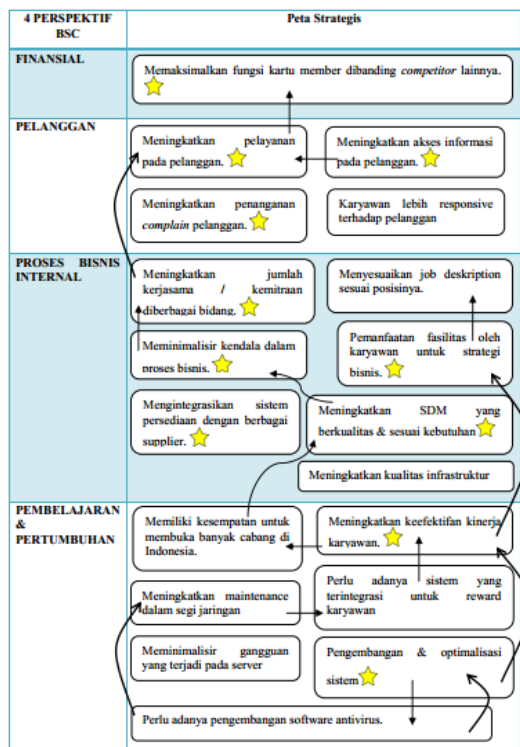 4 PERSPEKTIF
BSC
Peta Strategis
FINANSIAL
Memaksimalkan fungsi kartu member dibanding competitor lainnya.
PELANGGAN
Meningkatkan pelayanan
pada pelanggan.
Meningkatkan akses informasi
pada pelanggan.
Meningkatkan penanganan
complain pelanggan.
Karyawan lebih responsive
terhadap pelanggan
PROSES BISNIS
INTERNAL
Meningkatkan jumlah
kerjasama / kemitraan
diberbagai bidang.
Menyesuaikan job deskription
sesuai posisinya.
Meminimalisir kendala dalam
proses bisnis.
Pemanfaatan fasilitas oleh
karyawan untuk strategi
bisnis.
Mengintegrasikan sistem
persediaan dengan berbagai
supplier.
Meningkatkan SDM yang
berkualitas & sesuai kebutuhan
Meningkatkan kualitas infrastruktur
PEMBELAJARAN
&
PERTUMBUHAN
Memiliki kesempatan untuk
membuka banyak cabang di
Indonesia.
Meningkatkan keefektifan kinerja
karyawan.
Meningkatkan maintenance
dalam segi jaringan
Perlu adanya sistem yang
terintegrasi untuk reward
karyawan
Meminimalisir gangguan
yang terjadi pada server
Pengembangan & optimalisasi
sistem
Perlu adanya pengembangan software antivirus.